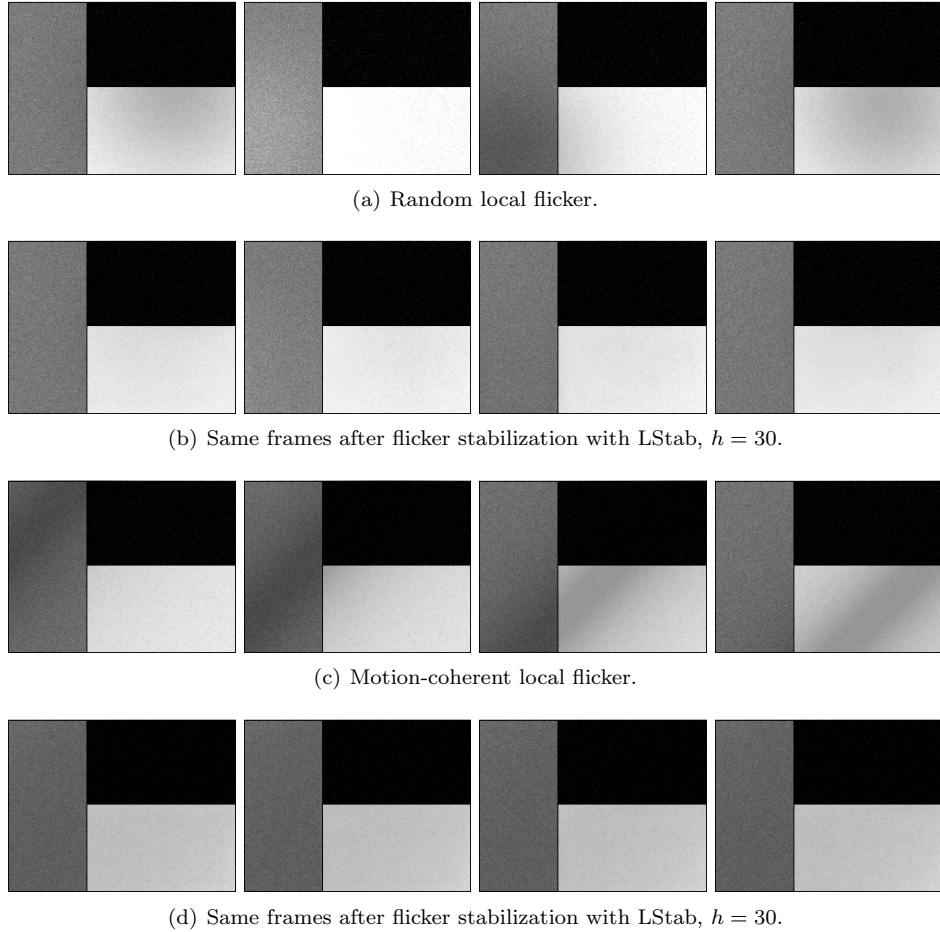 (a) Random local flicker.
(b) Same frames after flicker stabilization with LStab, h = 30.
(c) Motion-coherent local flicker.
(d) Same frames after flicker stabilization with LStab, h = 30.